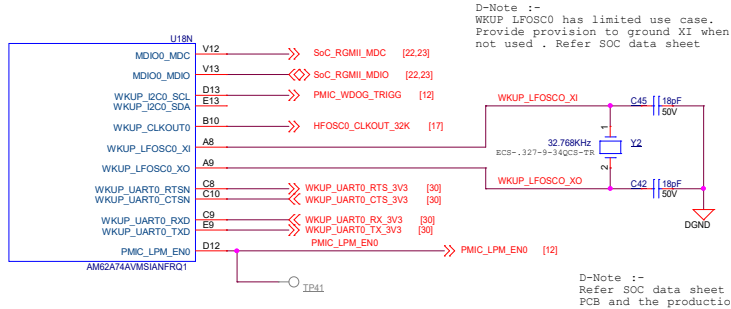 D-Note :-
WKUP LFOSC0 has limited use case.
Provide provision to ground XI when
not used . Refer SOC data sheet
U18N
MDIO0_MDC V12 SoC_RGMII_MDC [22,23]
MDIO0_MDIO V13 SoC_RGMII_MDIO [22,23]
WKUP_I2C0_SCL D13 PMIC_WDOG_TRIGG [12]
WKUP_I2C0_SDA E13
WKUP_CLKOUT0 B10 HFOSC0_CLKOUT_32K [17]
WKUP_LFOSC0_XI A8
WKUP_LFOSC0_XO A9
WKUP_UART0_RTSN C8 WKUP_UART0_RTS_3V3 [30]
WKUP_UART0_CTSN C10 WKUP_UART0_CTS_3V3 [30]
WKUP_UART0_RXD C9 WKUP_UART0_RX_3V3 [30]
WKUP_UART0_TXD E9 WKUP_UART0_TX_3V3 [30]
PMIC_LPM_EN0 D12 PMIC_LPM_EN0
PMIC_LPM_EN0 [12]
AM62A74AVMSIANFRQ1
TP41
WKUP_LFOSCO_XI
C45 18pF
50V
1
32.768KHz Y2
ECS-.327-9-34QCS-TR
2
WKUP_LFOSCO_XO
C42 18pF
50V
DGND
D-Note :-
Refer SOC data sheet
PCB and the productio